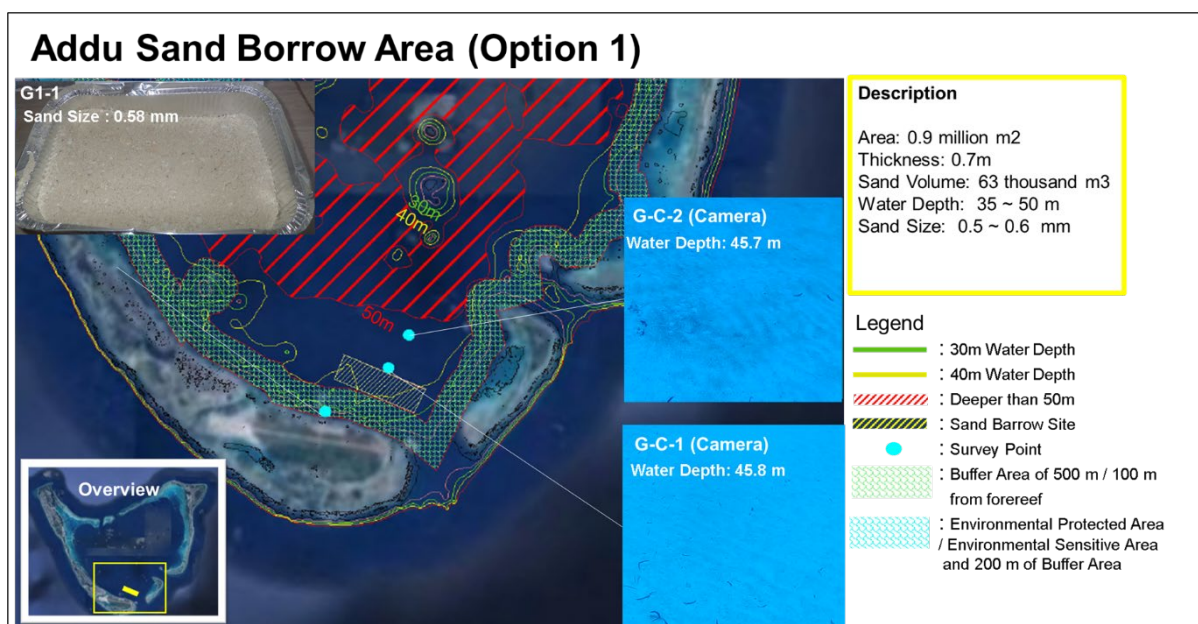 Addu Sand Borrow Area (Option 1)
G1-1
Sand Size : 0.58 mm
30m
40m
50m
G-C-2 (Camera)
Water Depth: 45.7 m
G-C-1 (Camera)
Water Depth: 45.8 m
Overview
Description
Area: 0.9 million m2
Thickness: 0.7m
Sand Volume: 63 thousand m3
Water Depth: 35 ~ 50 m
Sand Size: 0.5 ~ 0.6 mm
Legend
: 30m Water Depth
: 40m Water Depth
: Deeper than 50m
: Sand Barrow Site
: Survey Point
: Buffer Area of 500 m / 100 m
from forereef
: Environmental Protected Area
/ Environmental Sensitive Area
and 200 m of Buffer Area